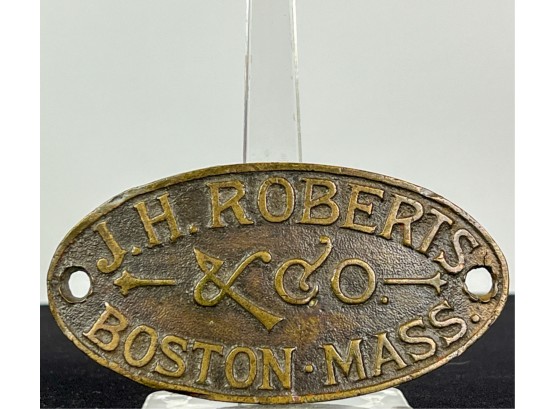 J.H. ROBERTS
& CO.
BOSTON · MASS.